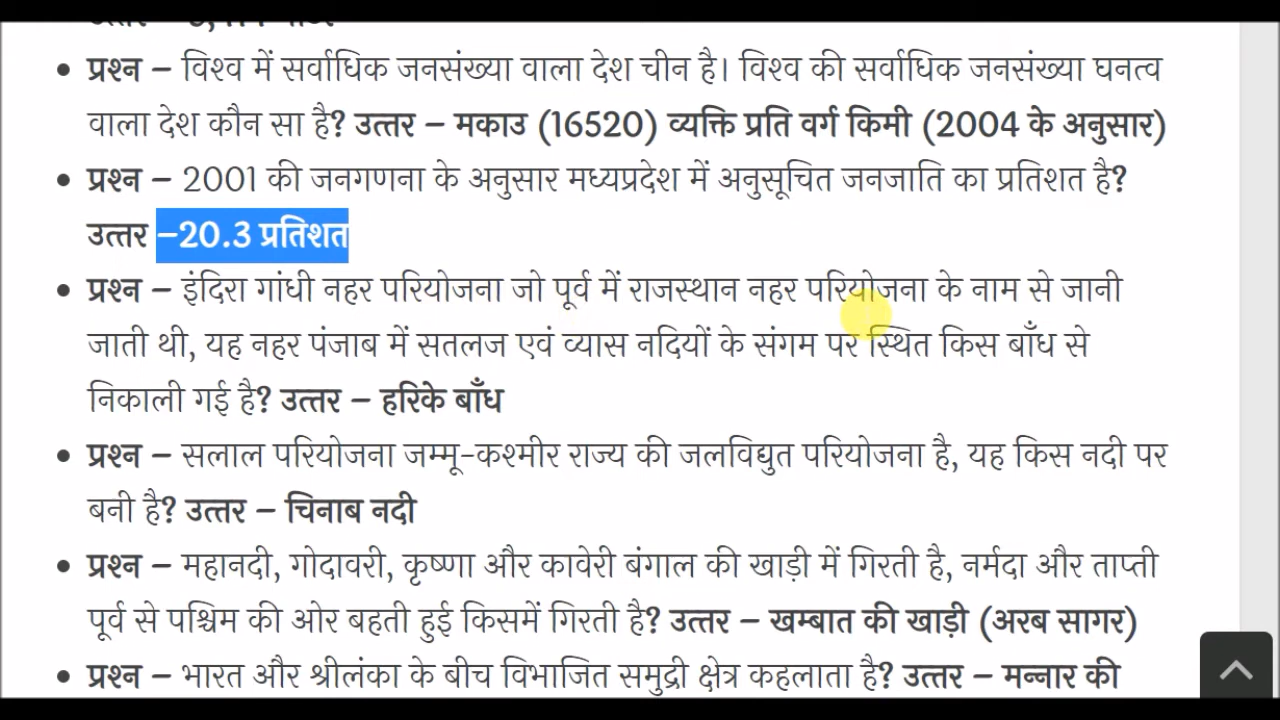 प्रश्न – विश्व में सर्वाधिक जनसंख्या वाला देश चीन है। विश्व की सर्वाधिक जनसंख्या घनत्व
वाला देश कौन सा है? उत्तर – मकाउ (16520) व्यक्ति प्रति वर्ग किमी (2004 के अनुसार)
प्रश्न – 2001 की जनगणना के अनुसार मध्यप्रदेश में अनुसूचित जनजाति का प्रतिशत है?
उत्तर –20.3 प्रतिशत
प्रश्न – इंदिरा गांधी नहर परियोजना जो पूर्व में राजस्थान नहर परियोजना के नाम से जानी
जाती थी, यह नहर पंजाब में सतलज एवं व्यास नदियों के संगम पर स्थित किस बाँध से
निकाली गई है? उत्तर – हरिके बाँध
प्रश्न – सलाल परियोजना जम्मू-कश्मीर राज्य की जलविद्युत परियोजना है, यह किस नदी पर
बनी है? उत्तर – चिनाब नदी
प्रश्न – महानदी, गोदावरी, कृष्णा और कावेरी बंगाल की खाड़ी में गिरती है, नर्मदा और ताप्ती
पूर्व से पश्चिम की ओर बहती हुई किसमें गिरती है? उत्तर – खम्बात की खाड़ी (अरब सागर)
प्रश्न – भारत और श्रीलंका के बीच विभाजित समुद्री क्षेत्र कहलाता है? उत्तर – मन्नार की